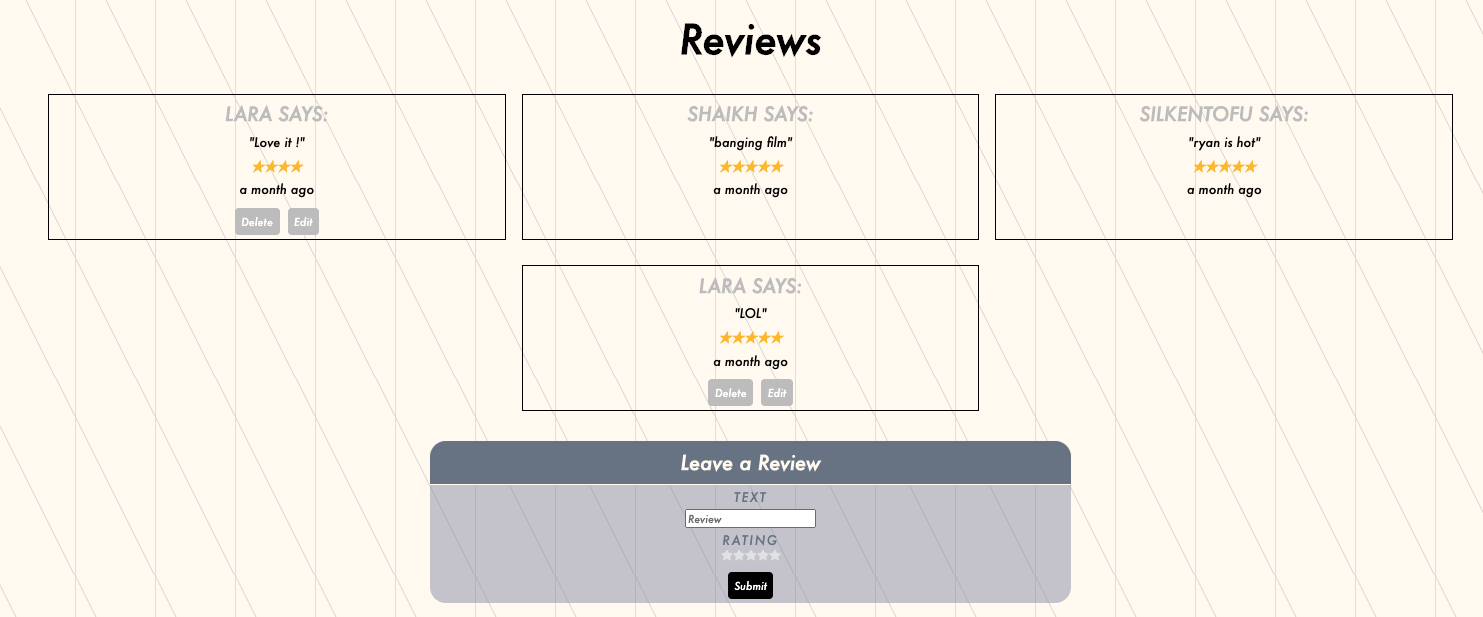 Reviews
LARA SAYS:
"Love it !"
★★★★
a month ago
Delete Edit
SHAIKH SAYS:
"banging film"
★★★★★
a month ago
SILKENTOFU SAYS:
"ryan is hot"
★★★★★
a month ago
LARA SAYS:
"LOL"
★★★★★
a month ago
Delete Edit
Leave a Review
TEXT
Review
RATING
★★★★★
Submit